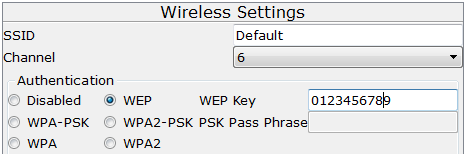 Wireless Settings
SSID Default
Channel 6
Authentication
Disabled WEP WEP Key 0123456789
WPA-PSK WPA2-PSK PSK Pass Phrase
WPA WPA2